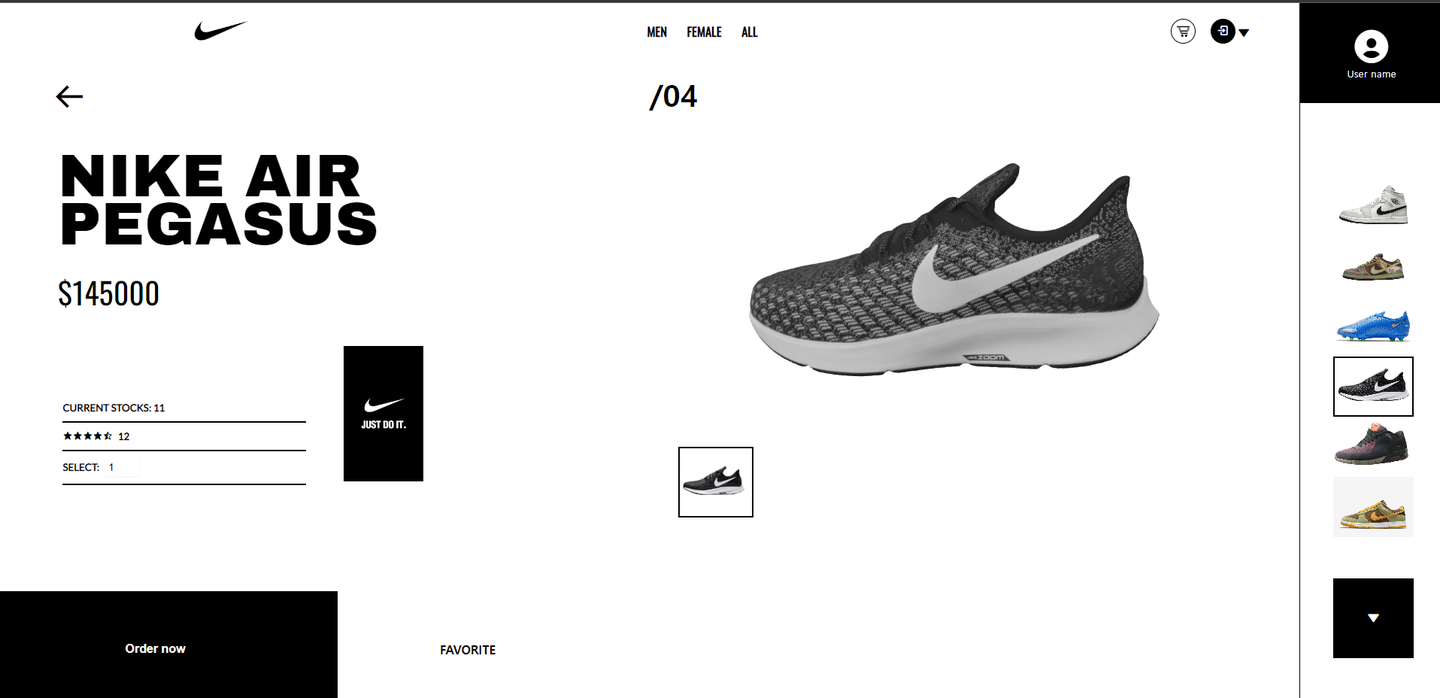 MEN FEMALE ALL
User name
/04
NIKE AIR
PEGASUS
$145000
CURRENT STOCKS: 11
12
SELECT: 1
JUST DO IT.
zoom
Order now
FAVORITE